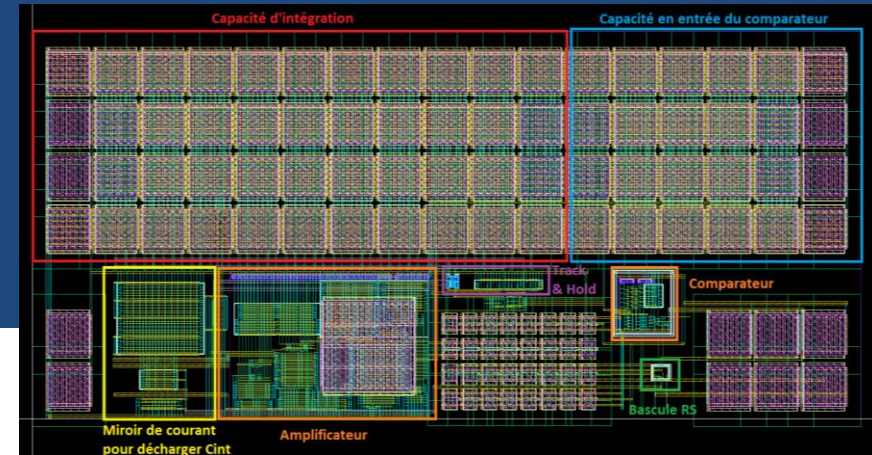 Capacité d'intégration
Capacité en entrée du comparateur
Track
& Hold
Comparateur
Bascule RS
Miroir de courant
pour décharger Cint
Amplificateur